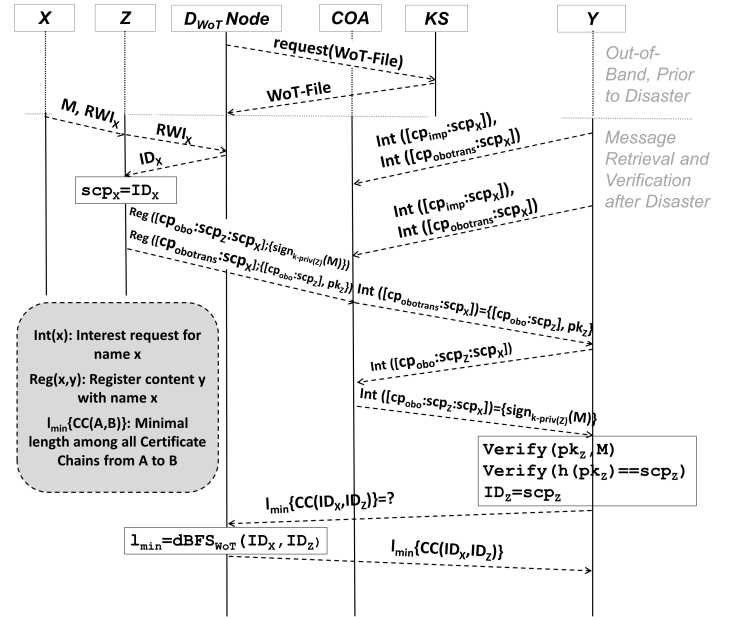 X Z D_WoT Node COA KS Y
request(WoT-File)
WoT-File
Out-of-
Band, Prior
to Disaster
M, RWI_X
RWI_X
ID_X
scp_X=ID_X
Int ([cp_imp:scp_X]),
Int ([cp_obotrans:scp_X])
Message
Retrieval and
Verification
after Disaster
Int ([cp_imp:scp_X]),
Int ([cp_obotrans:scp_X])
Reg ([cp_obo:scp_Z:scp_X];{sign_k-priv(Z)(M)})
Reg ([cp_obotrans:scp_X];{[cp_obo:scp_Z], pk_Z})
Int ([cp_obotrans:scp_X])={[cp_obo:scp_Z], pk_Z}
Int ([cp_obo:scp_Z:scp_X])
Int ([cp_obo:scp_Z:scp_X])={sign_k-priv(Z)(M)}
Int(x): Interest request for
name x
Reg(x,y): Register content y
with name x
l_min{CC(A,B)}: Minimal
length among all Certificate
Chains from A to B
Verify(pk_Z,M)
Verify(h(pk_Z)==scp_Z)
ID_Z=scp_Z
l_min{CC(ID_X,ID_Z)}=?
l_min=dBFS_WoT(ID_X,ID_Z)
l_min{CC(ID_X,ID_Z)}